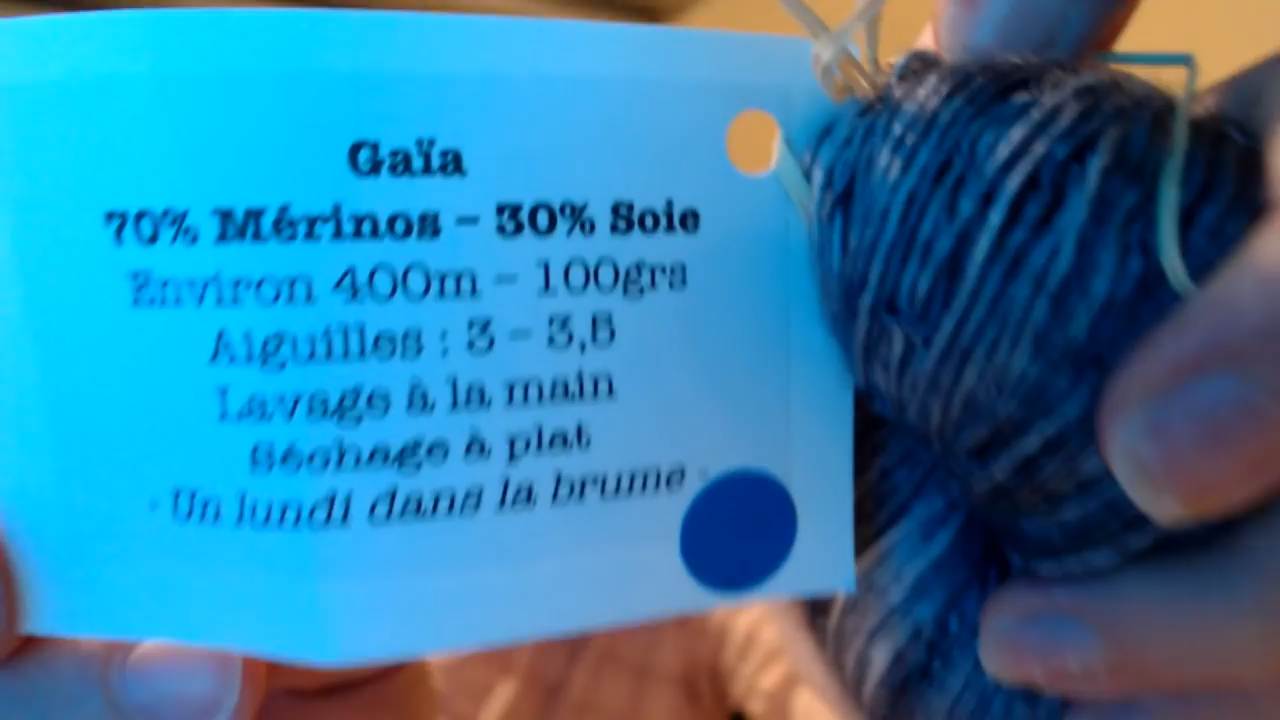 Gaïa
70% Mérinos - 30% Soie
Environ 400m - 100grs
Aiguilles : 3 - 3,5
Lavage à la main
Séchage à plat
- Un lundi dans la brume -